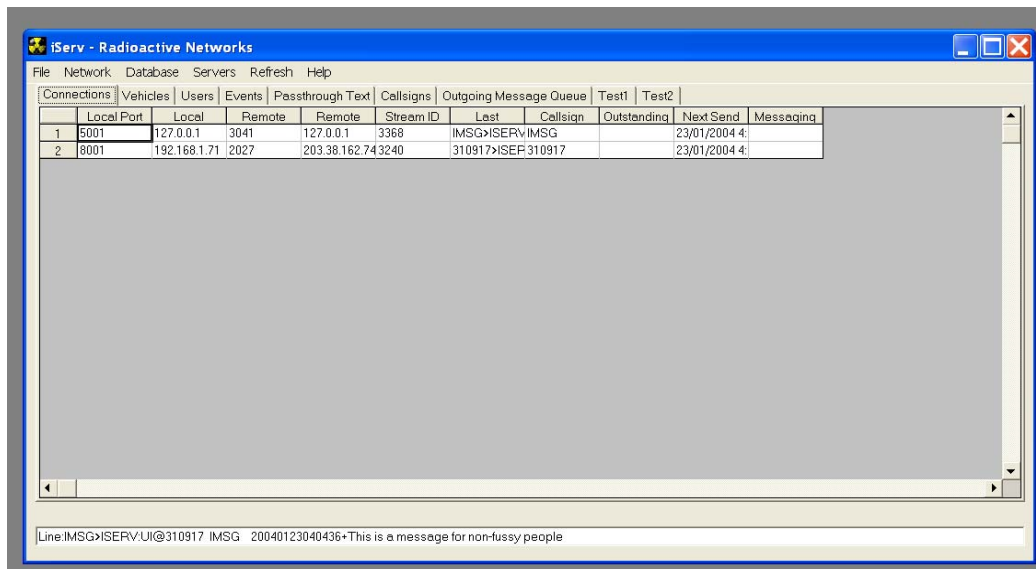 iServ - Radioactive Networks
File Network Database Servers Refresh Help
Connections Vehicles Users Events Passthrough Text Callsigns Outgoing Message Queue Test1 Test2
Local Port Local Remote Remote Stream ID Last Callsign Outstanding Next Send Messaging
1 5001 127.0.0.1 3041 127.0.0.1 3368 IMSG>ISERV IMSG 23/01/2004 4:
2 8001 192.168.1.71 2027 203.38.162.74 3240 310917>ISER 310917 23/01/2004 4:
Line:IMSG>ISERV:UI@310917 IMSG 20040123040436+This is a message for non-fussy people